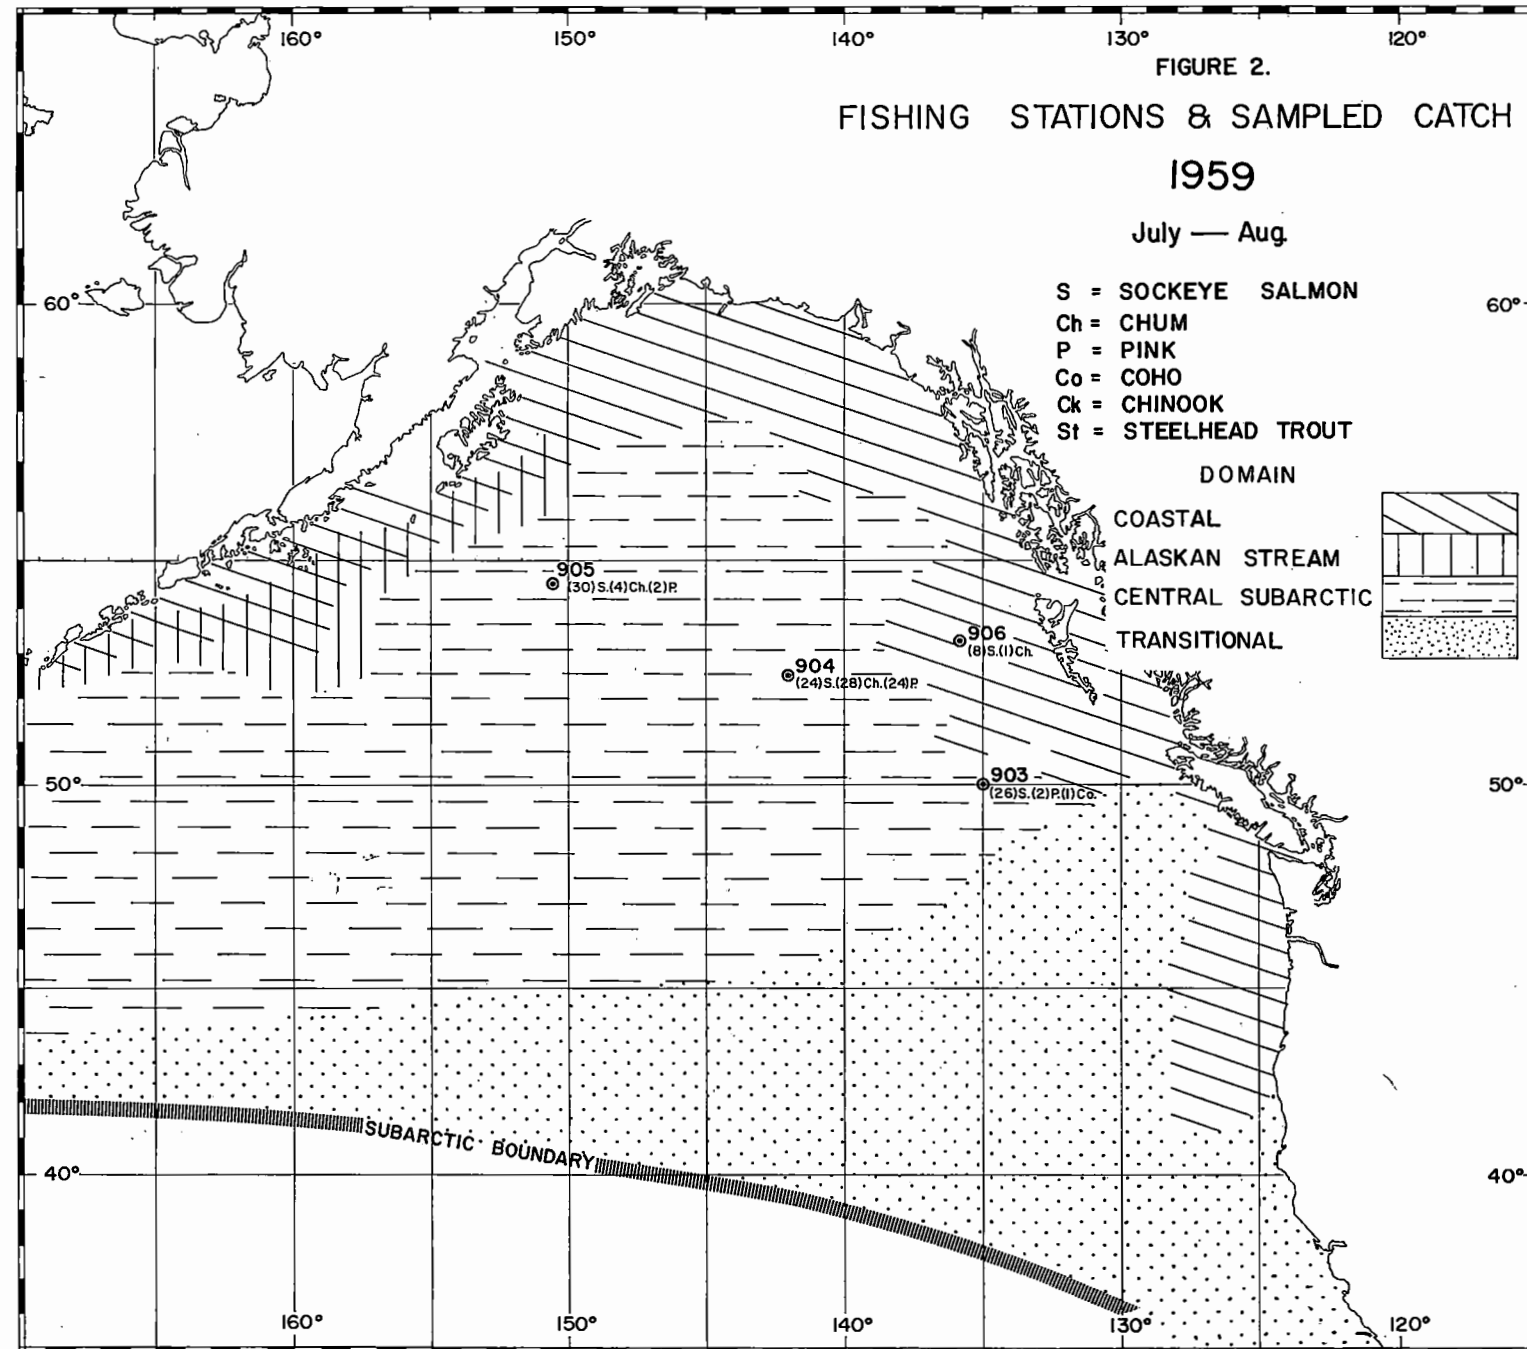 160° 150° 140° 130° 120°
FIGURE 2.
FISHING STATIONS & SAMPLED CATCH
1959
July — Aug.
60° 60°
S = SOCKEYE SALMON
Ch = CHUM
P = PINK
Co = COHO
Ck = CHINOOK
St = STEELHEAD TROUT
DOMAIN
COASTAL
ALASKAN STREAM
CENTRAL SUBARCTIC
TRANSITIONAL
905
(30)S.(4)Ch.(2)P.
906
(8)S.(1)Ch.
904
(24)S.(28)Ch.(24)P.
903
(26)S.(2)P.(1)Co.
50° 50°
SUBARCTIC BOUNDARY
40° 40°
160° 150° 140° 130° 120°